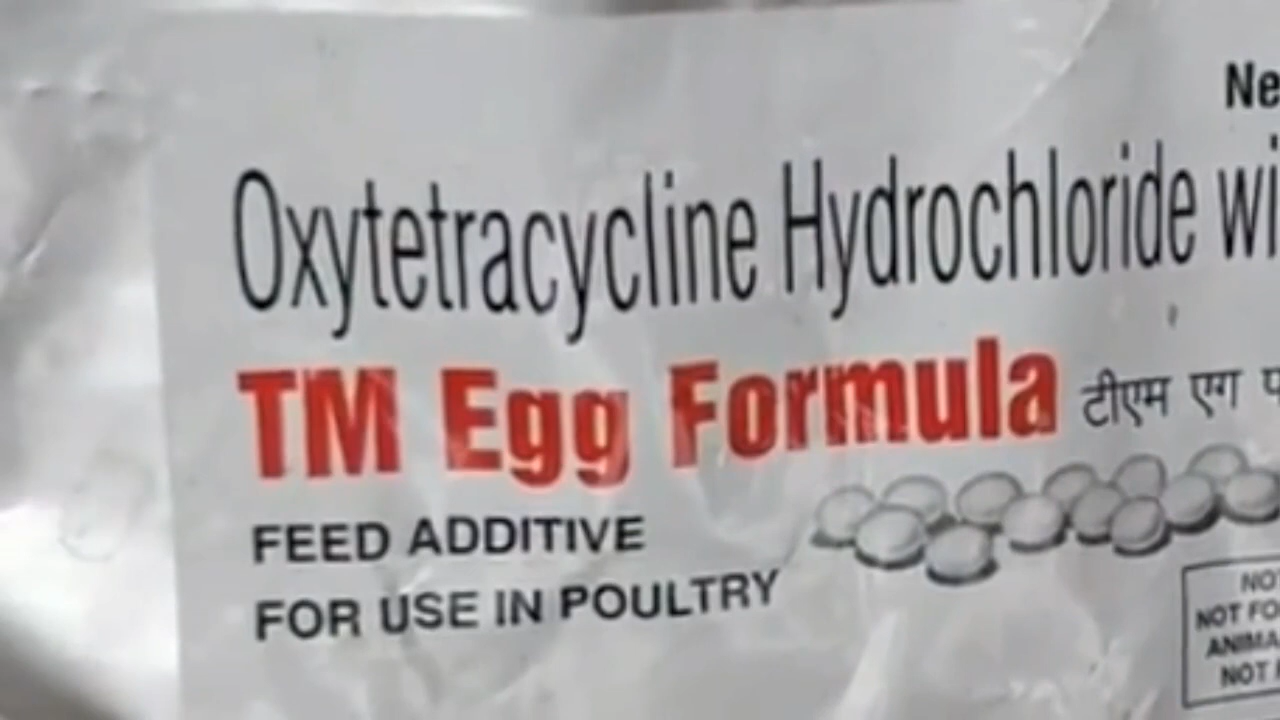 Ne
Oxytetracycline Hydrochloride wi
TM Egg Formula टीएम एग
FEED ADDITIVE
FOR USE IN POULTRY
NOT
NOT FO
ANIMA
NOT